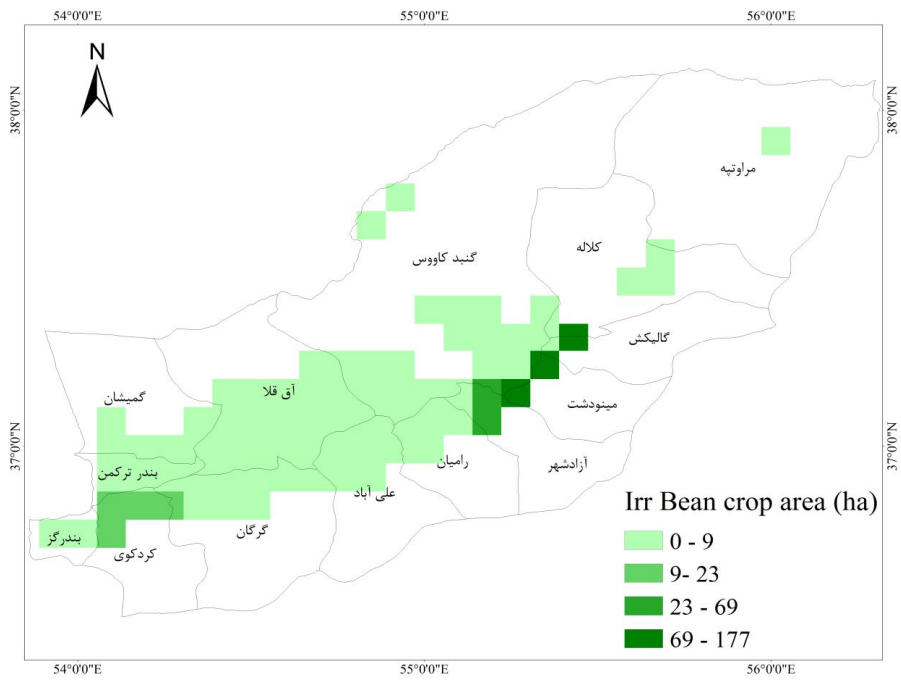 54°0'0"E 55°0'0"E 56°0'0"E
N
38°0'0"N 38°0'0"N
مراوتپه
کلاله
گنبد کاووس
گالیکش
آق قلا
گمیشان
مینودشت
37°0'0"N 37°0'0"N
رامیان
آزادشهر
بندر ترکمن
علی آباد
گرگان
بندرگز
کردکوی
Irr Bean crop area (ha)
0 - 9
9- 23
23 - 69
69 - 177
54°0'0"E 55°0'0"E 56°0'0"E